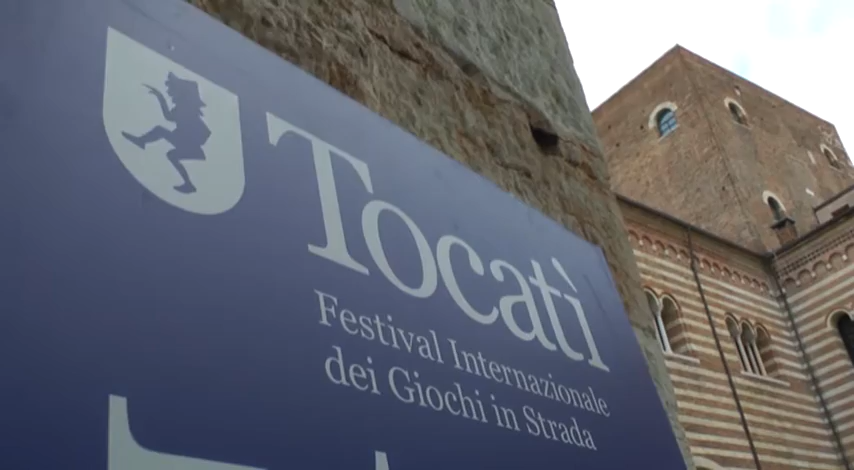 Tocatì
Festival Internazionale
dei Giochi in Strada